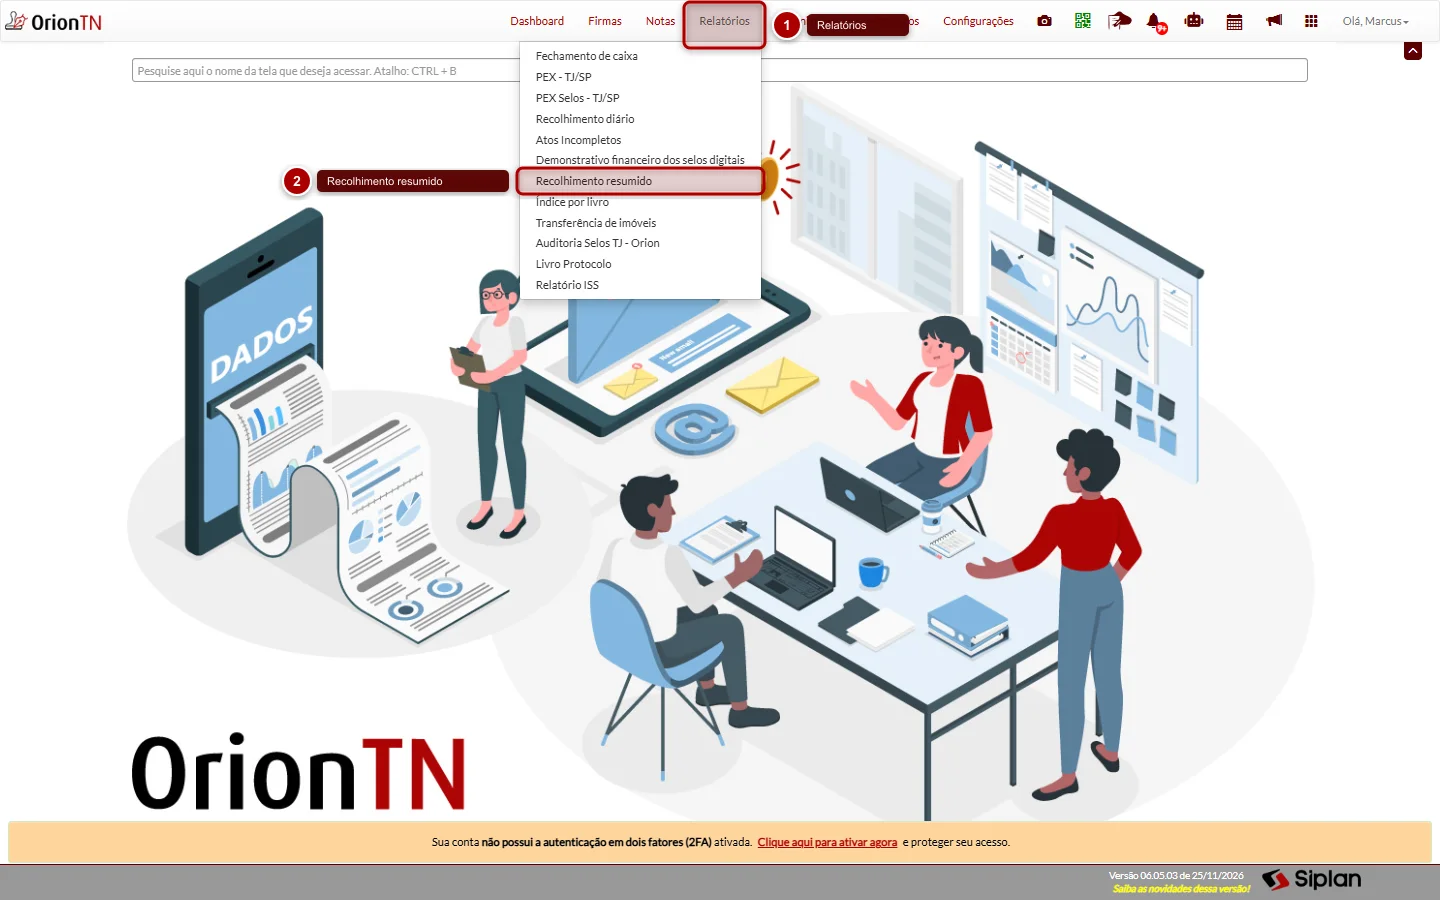 OrionTN
Dashboard
Firmas
Notas
Relatórios
1
Relatórios
os
Configurações
9+
Olá, Marcus
Pesquise aqui o nome da tela que deseja acessar. Atalho: CTRL + B
Fechamento de caixa
PEX - TJ/SP
PEX Selos - TJ/SP
Recolhimento diário
Atos Incompletos
Demonstrativo financeiro dos selos digitais
2
Recolhimento resumido
Recolhimento resumido
Índice por livro
Transferência de imóveis
Auditoria Selos TJ - Orion
Livro Protocolo
Relatório ISS
DADOS
New email
@
OrionTN
Sua conta não possui a autenticação em dois fatores (2FA) ativada. Clique aqui para ativar agora e proteger seu acesso.
Versão 06.05.03 de 25/11/2026
Saiba as novidades dessa versão!
Siplan